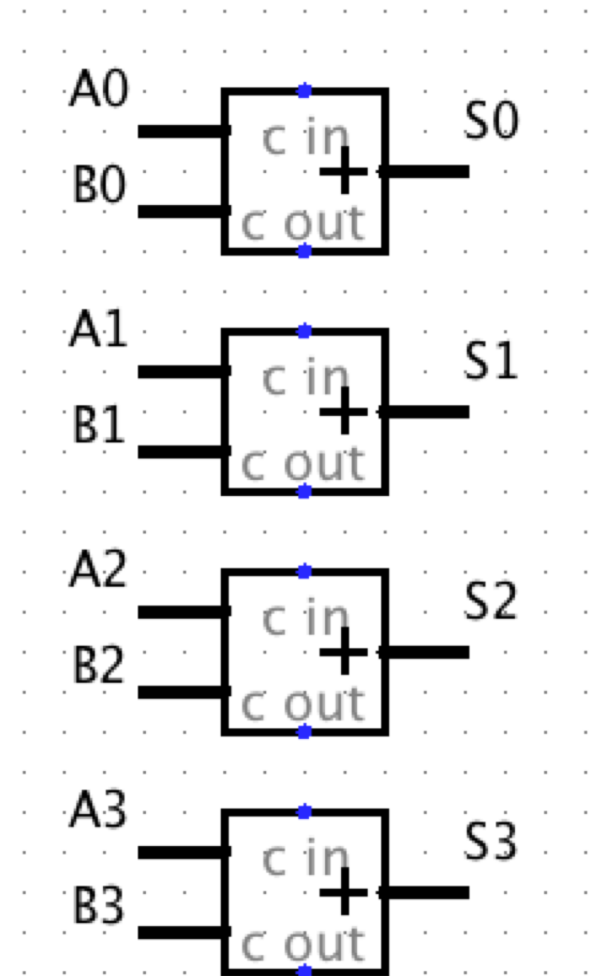 A0
c in
S0
+
B0
c out
A1
c in
S1
+
B1
c out
A2
c in
S2
+
B2
c out
A3
c in
S3
+
B3
c out